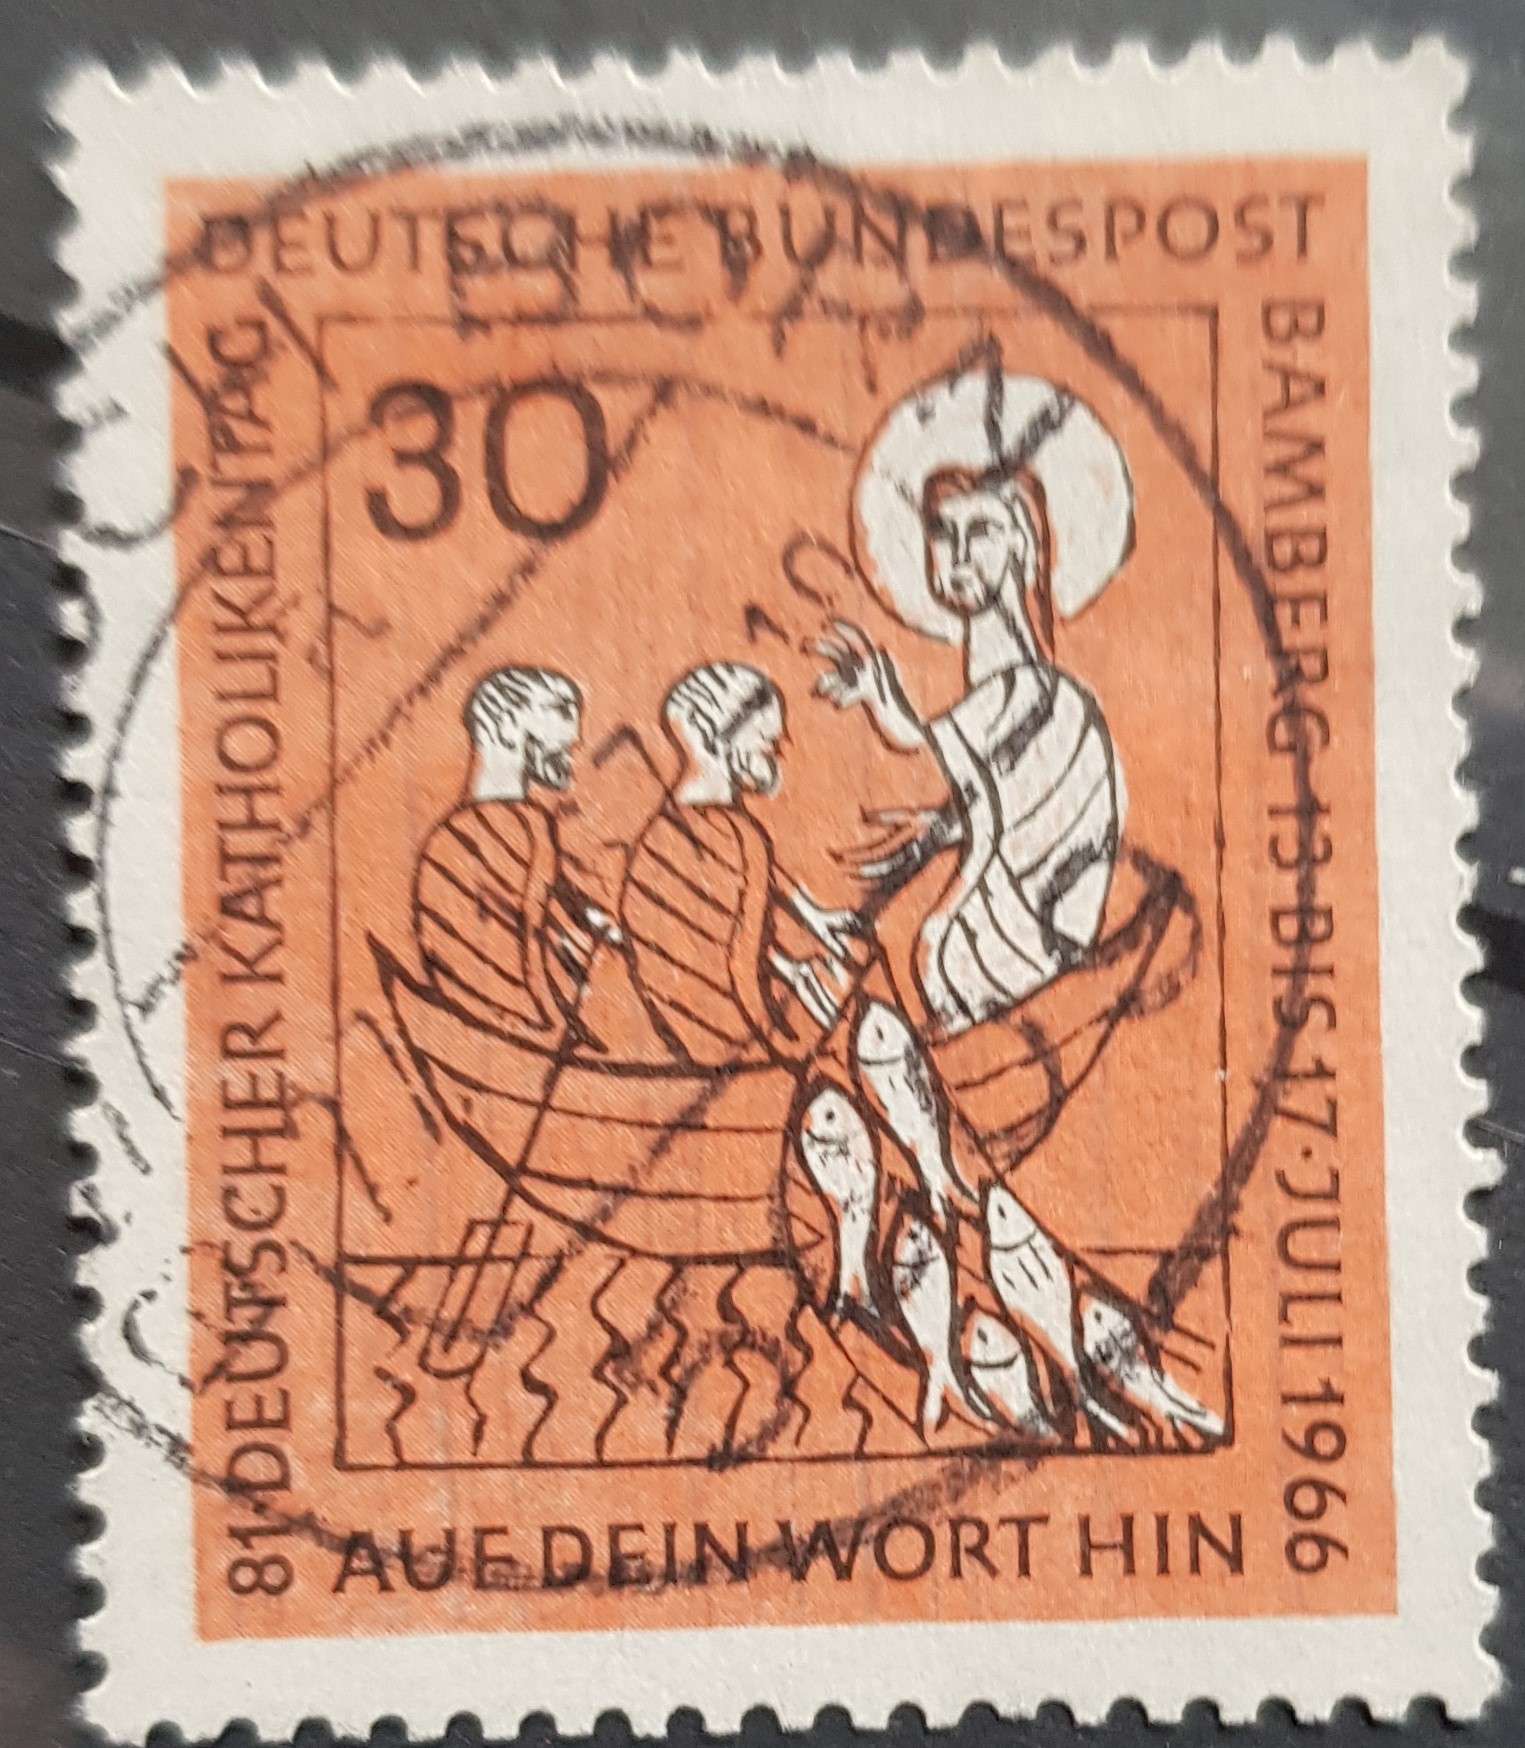 DEUTSCHE BUNDESPOST
30
81·DEUTSCHER KATHOLIKENTAG
BAMBERG·13·BIS·17·JULI 1966
AUF DEIN WORT HIN